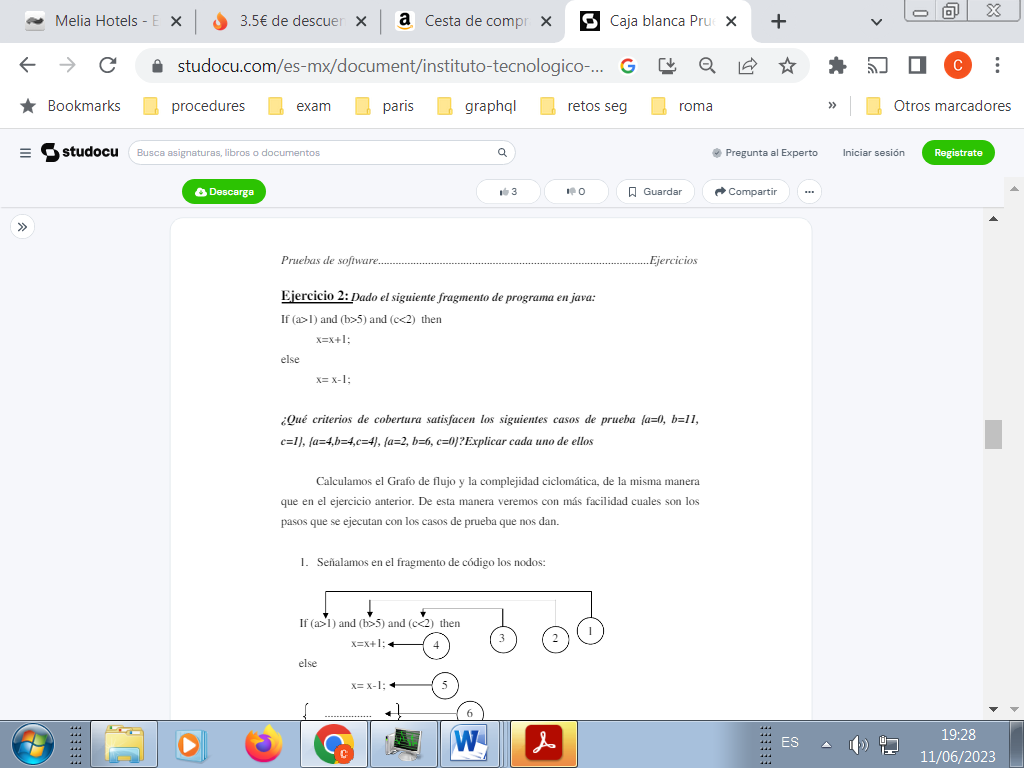 Melia Hotels - E
3.5€ de descuen
Cesta de compr
Caja blanca Prue
studocu.com/es-mx/document/instituto-tecnologico-...
C
Bookmarks procedures exam paris graphql retos seg roma » Otros marcadores
studocu
Busca asignaturas, libros o documentos
Pregunta al Experto
Iniciar sesión
Regístrate
Descarga
3
0
Guardar
Compartir
Pruebas de software............................................................................................Ejercicios
Ejercicio 2: Dado el siguiente fragmento de programa en java:
If (a>1) and (b>5) and (c<2) then
x=x+1;
else
x= x-1;
¿Qué criterios de cobertura satisfacen los siguientes casos de prueba {a=0, b=11,
c=1}, {a=4,b=4,c=4}, {a=2, b=6, c=0}?Explicar cada uno de ellos
Calculamos el Grafo de flujo y la complejidad ciclomática, de la misma manera
que en el ejercicio anterior. De esta manera veremos con más facilidad cuales son los
pasos que se ejecutan con los casos de prueba que nos dan.
1. Señalamos en el fragmento de código los nodos:
If (a>1) and (b>5) and (c<2) then
3 2 1
x=x+1; 4
else
x= x-1; 5
{ ................ } 6
ES
19:28
11/06/2023